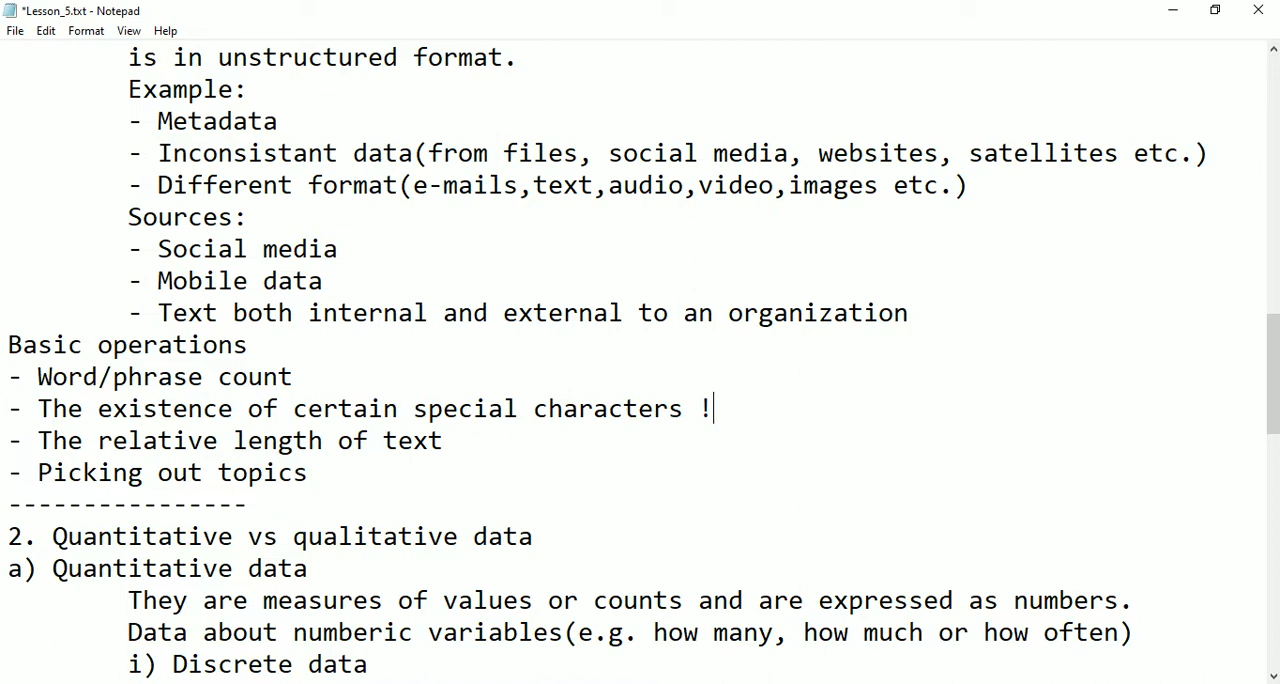 *Lesson_5.txt - Notepad
File Edit Format View Help
is in unstructured format.
Example:
- Metadata
- Inconsistant data(from files, social media, websites, satellites etc.)
- Different format(e-mails,text,audio,video,images etc.)
Sources:
- Social media
- Mobile data
- Text both internal and external to an organization
Basic operations
- Word/phrase count
- The existence of certain special characters !
- The relative length of text
- Picking out topics
----------------
2. Quantitative vs qualitative data
a) Quantitative data
They are measures of values or counts and are expressed as numbers.
Data about numberic variables(e.g. how many, how much or how often)
i) Discrete data